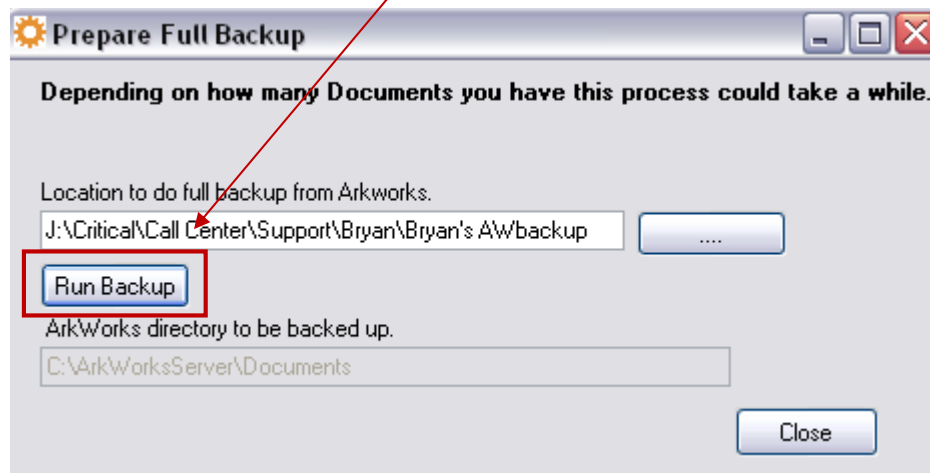 Prepare Full Backup
Depending on how many Documents you have this process could take a while.
Location to do full backup from Arkworks.
J:\Critical\Call Center\Support\Bryan\Bryan's AWbackup
....
Run Backup
ArkWorks directory to be backed up.
C:\ArkWorksServer\Documents
Close